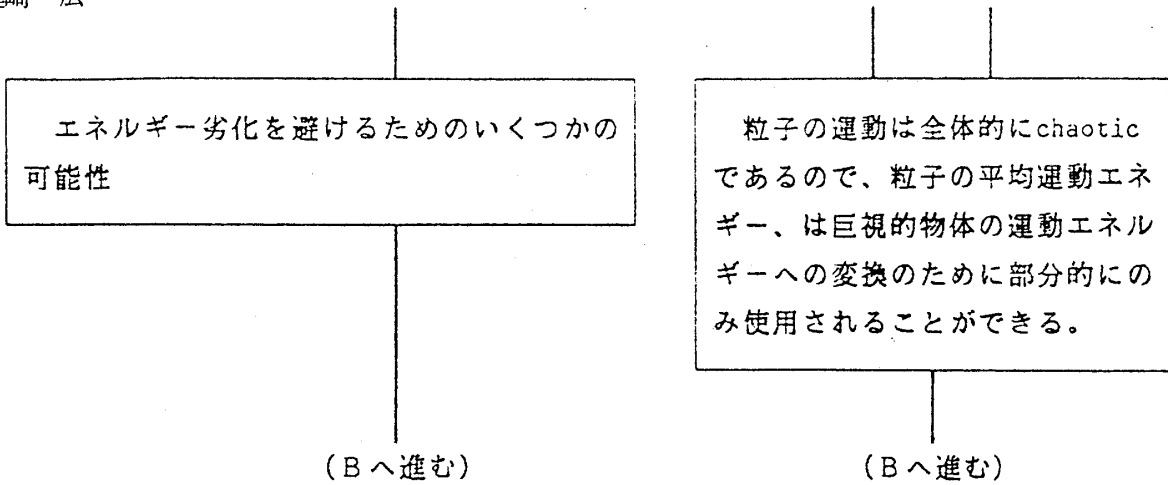 エネルギー劣化を避けるためのいくつかの
可能性
粒子の運動は全体的にchaotic
であるので、粒子の平均運動エネ
ギー、は巨視的物体の運動エネル
ギーへの変換のために部分的にの
み使用されることができる。
(Bへ進む)
(Bへ進む)